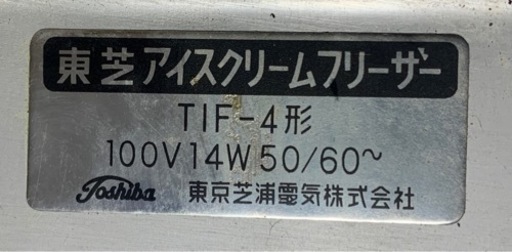 東芝アイスクリームフリーザー
TIF-4形
100V 14W 50/60~
Toshiba 東京芝浦電気株式会社